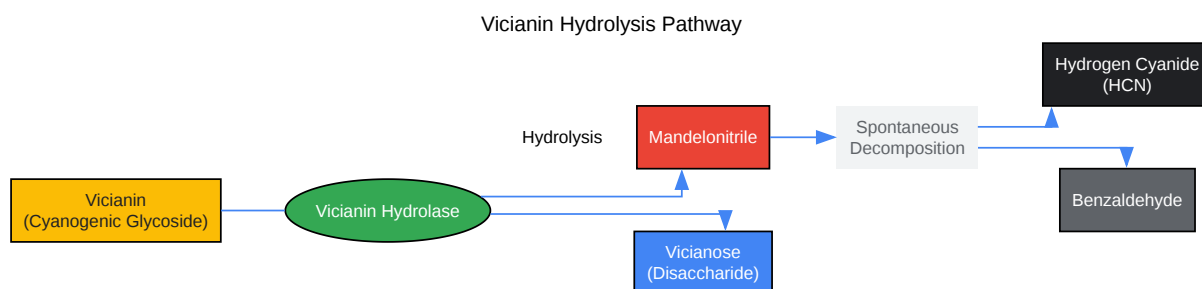 Vicianin Hydrolysis Pathway
Hydrogen Cyanide
(HCN)
Hydrolysis
Mandelonitrile
Spontaneous
Decomposition
Vicianin
(Cyanogenic Glycoside)
Vicianin Hydrolase
Benzaldehyde
Vicianose
(Disaccharide)